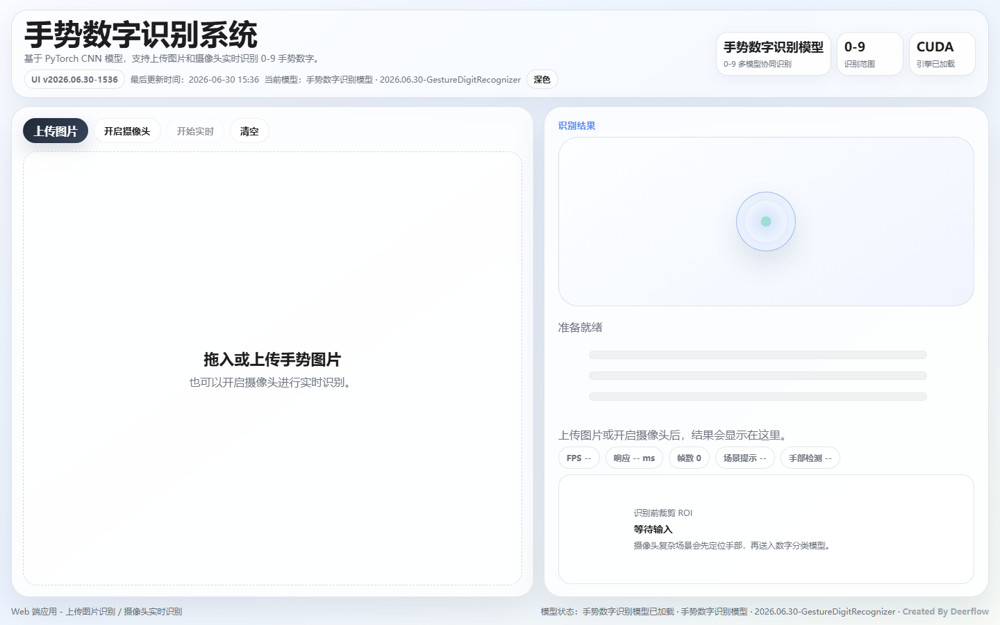 手势数字识别系统
基于 PyTorch CNN 模型，支持上传图片和摄像头实时识别 0-9 手势数字。
UI v2026.06.30-1536 最后更新时间：2026-06-30 15:36 当前模型：手势数字识别模型 · 2026.06.30-GestureDigitRecognizer 深色
手势数字识别模型
0-9 多模型协同识别
0-9
识别范围
CUDA
引擎已加载
上传图片 开启摄像头 开始实时 清空
拖入或上传手势图片
也可以开启摄像头进行实时识别。
识别结果
准备就绪
上传图片或开启摄像头后，结果会显示在这里。
FPS -- 响应 -- ms 帧数 0 场景提示 -- 手部检测 --
识别前裁剪 ROI
等待输入
摄像头复杂场景会先定位手部，再送入数字分类模型。
Web 端应用 - 上传图片识别 / 摄像头实时识别
模型状态：手势数字识别模型已加载 · 手势数字识别模型 · 2026.06.30-GestureDigitRecognizer · Created By Deerflow